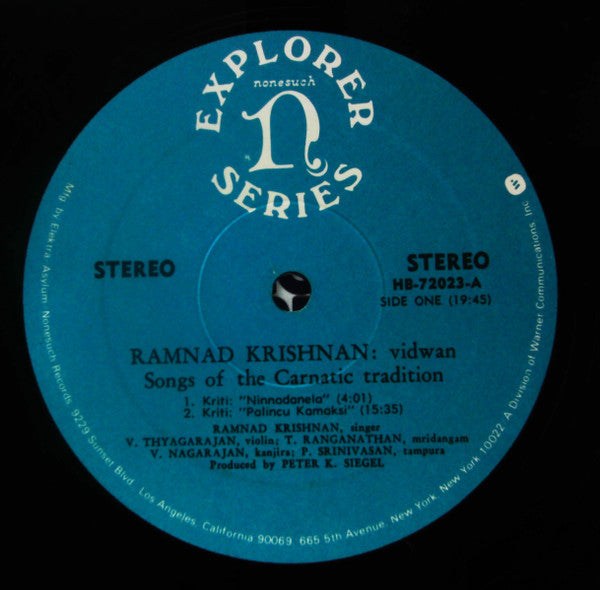 EXPLORER
nonesuch
n
SERIES
STEREO
STEREO
HB-72023-A
SIDE ONE (19:45)
RAMNAD KRISHNAN: vidwan
Songs of the Carnatic tradition
1. Kriti: "Ninnadanela" (4:01)
2. Kriti: "Palincu Kamaksi" (15:35)
RAMNAD KRISHNAN, singer
V. THYAGARAJAN, violin; T. RANGANATHAN, mridangam
V. NAGARAJAN, kanjira; P. SRINIVASAN, tampura
Produced by PETER K. SIEGEL
Mfg by Elektra Asylum Nonesuch Records, 9229 Sunset Blvd., Los Angeles, California 90069. 665 5th Avenue, New York, New York 10022 A Division of Warner Communications, Inc.